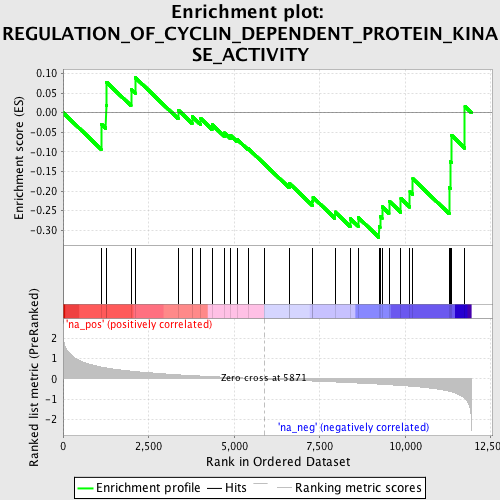 Enrichment plot:
REGULATION_OF_CYCLIN_DEPENDENT_PROTEIN_KINA
SE_ACTIVITY
Enrichment score (ES)
0.10
0.05
0.00
-0.05
-0.10
-0.15
-0.20
-0.25
-0.30
'na_pos' (positively correlated)
Ranked list metric (PreRanked)
2
1
0
-1
-2
Zero cross at 5871
'na_neg' (negatively correlated)
0
2,500
5,000
7,500
10,000
12,500
Rank in Ordered Dataset
Enrichment profile
Hits
Ranking metric scores